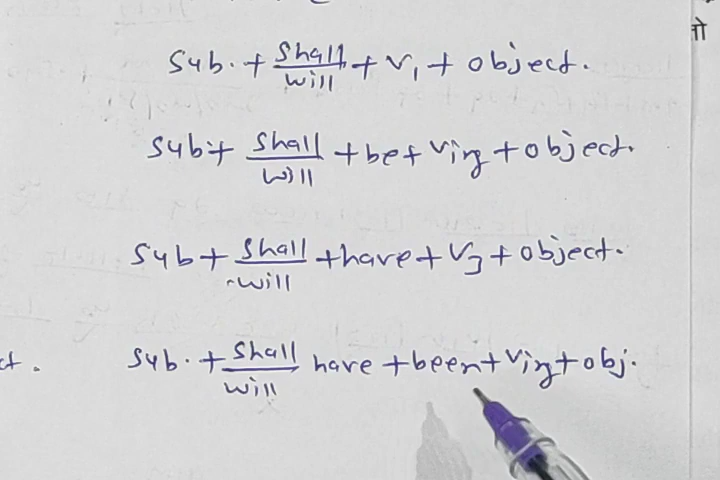 ने
Sub. + Shall/will + V1 + object.
Sub + Shall/will + be + Ving + object.
Sub + Shall/will + have + V3 + object.
ct. Sub. + Shall/will have + been + Ving + obj.